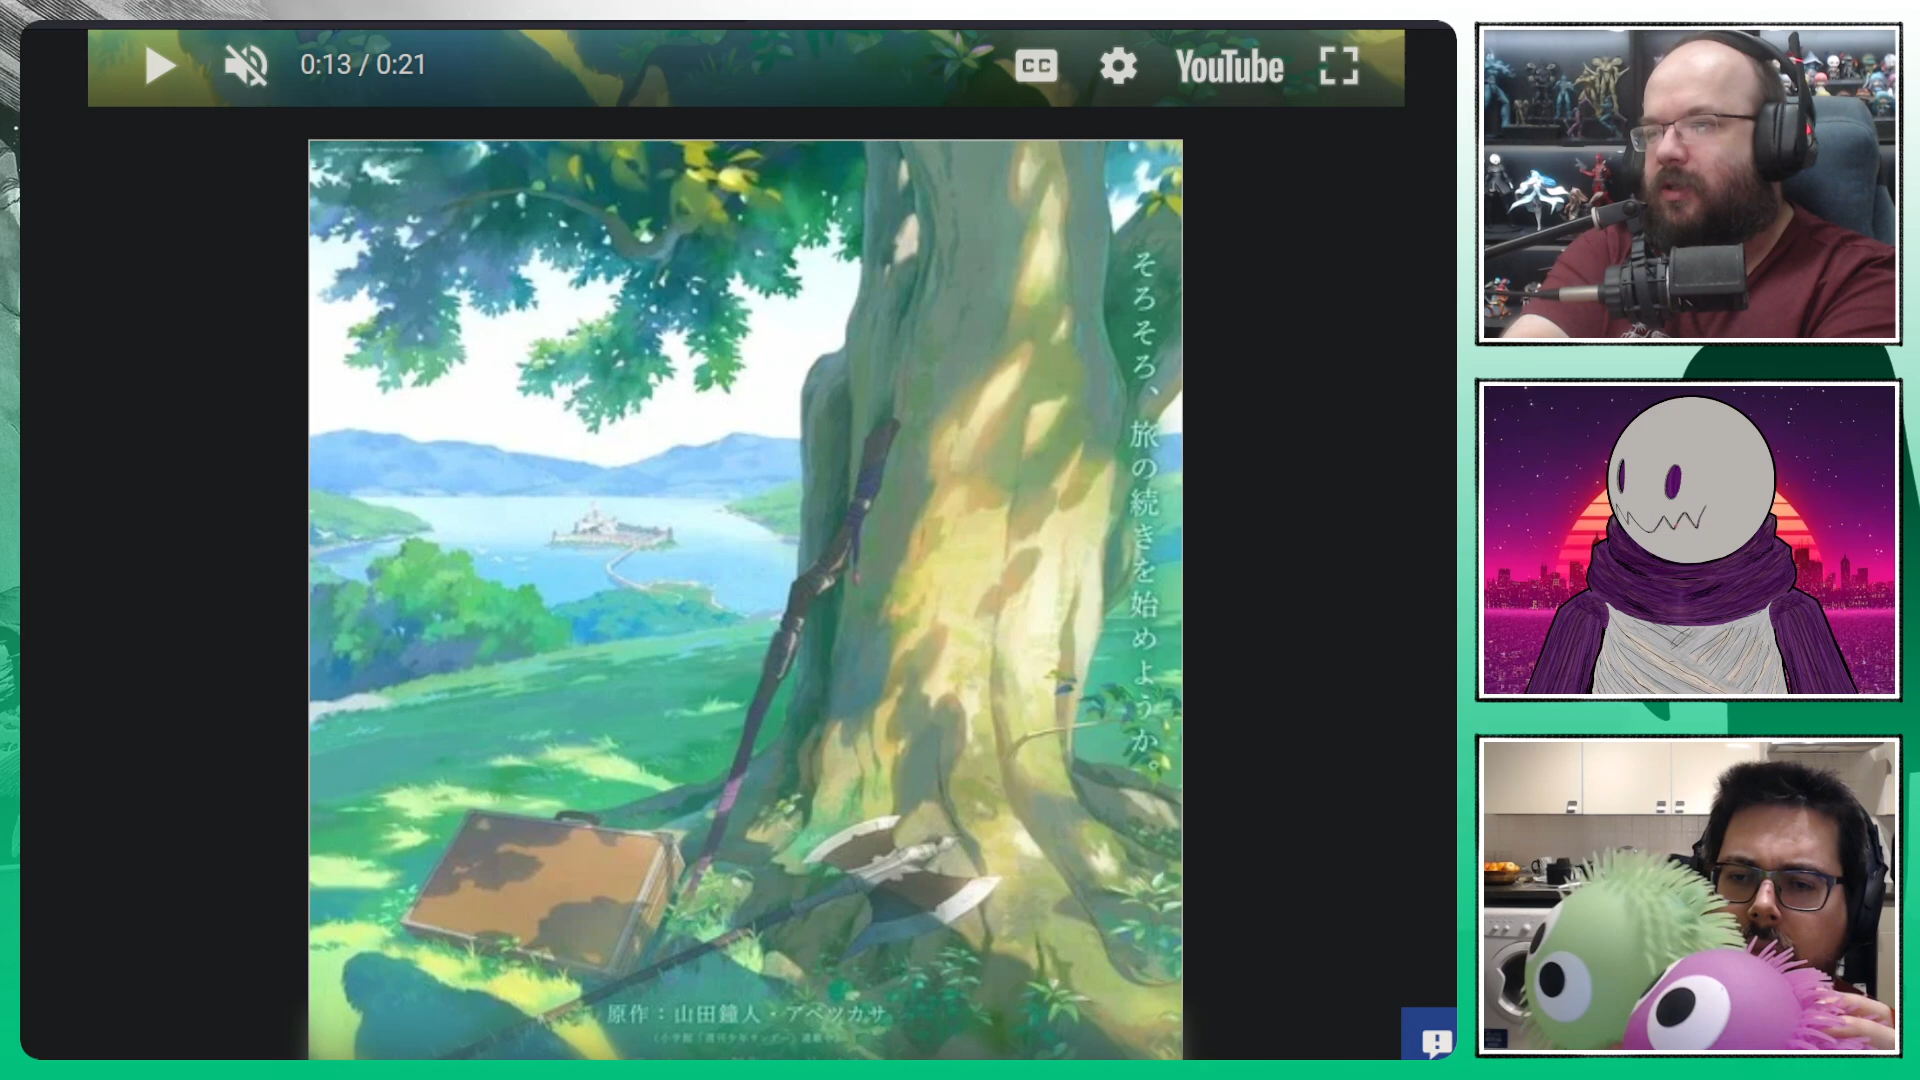 0:13 / 0:21
CC
YouTube
そろそろ、旅の続きを始めようか。
原作：山田鐘人・アベツカサ